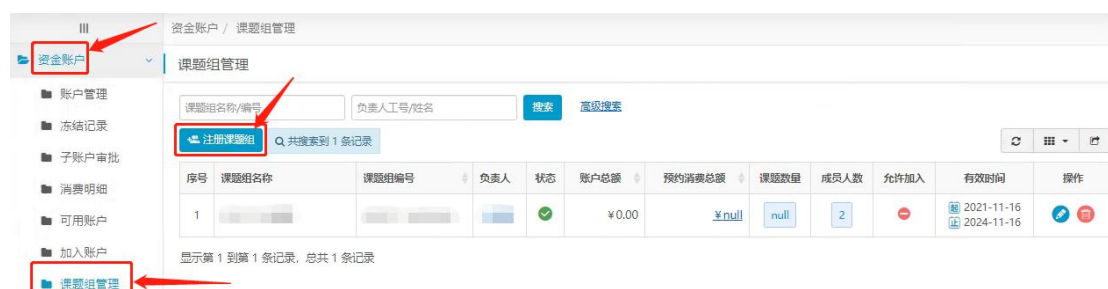 资金账户 / 课题组管理
资金账户
课题组管理
账户管理
冻结记录
子账户审批
消费明细
可用账户
加入账户
课题组管理
课题组名称/编号
负责人工号/姓名
搜索
高级搜索
注册课题组
共搜索到 1 条记录
序号 课题组名称 课题组编号 负责人 状态 账户总额 预约消费总额 课题数量 成员人数 允许加入 有效时间 操作
1 ¥0.00 ¥null null 2 起 2021-11-16
止 2024-11-16
显示第 1 到第 1 条记录, 总共 1 条记录